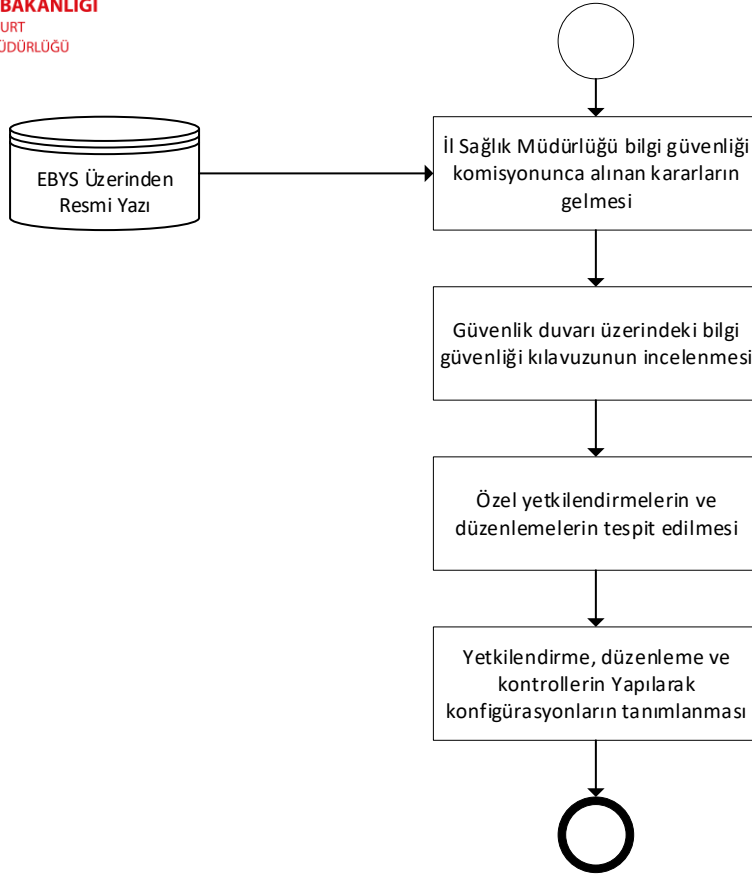 BAKANLIĞI
URT
ÜDÜRLÜĞÜ
EBYS Üzerinden
Resmi Yazı
İl Sağlık Müdürlüğü bilgi güvenliği
komisyonunca alınan kararların
gelmesi
Güvenlik duvarı üzerindeki bilgi
güvenliği kılavuzunun incelenmesi
Özel yetkilendirmelerin ve
düzenlemelerin tespit edilmesi
Yetkilendirme, düzenleme ve
kontrollerin Yapılarak
konfigürasyonların tanımlanması